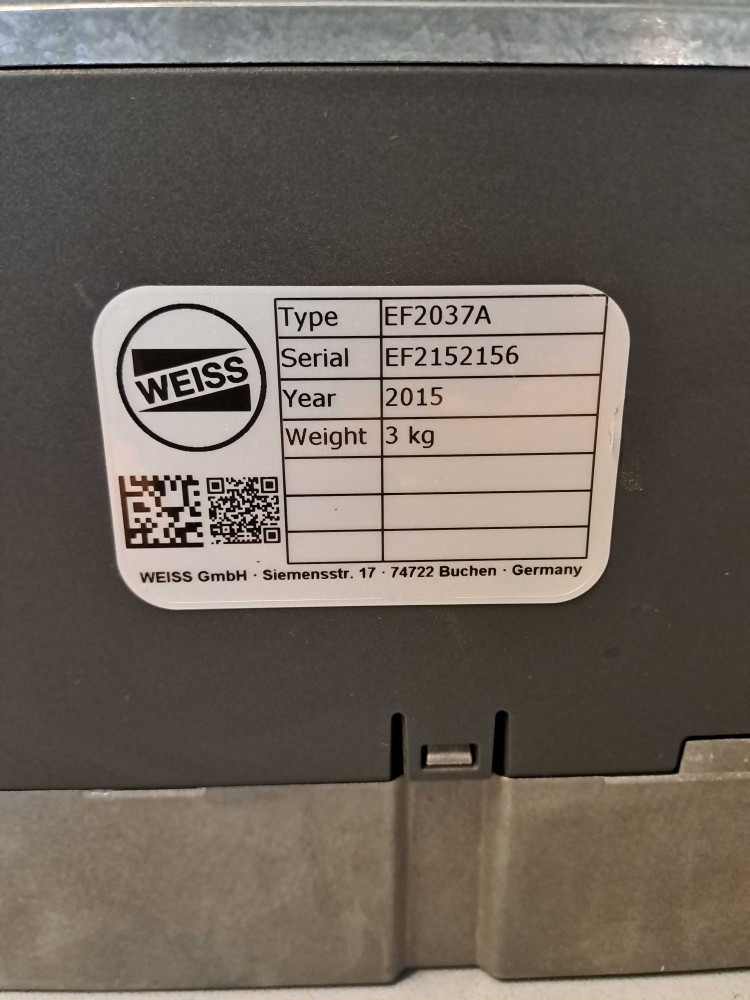 WEISS
Type EF2037A
Serial EF2152156
Year 2015
Weight 3 kg
WEISS GmbH · Siemensstr. 17 · 74722 Buchen · Germany